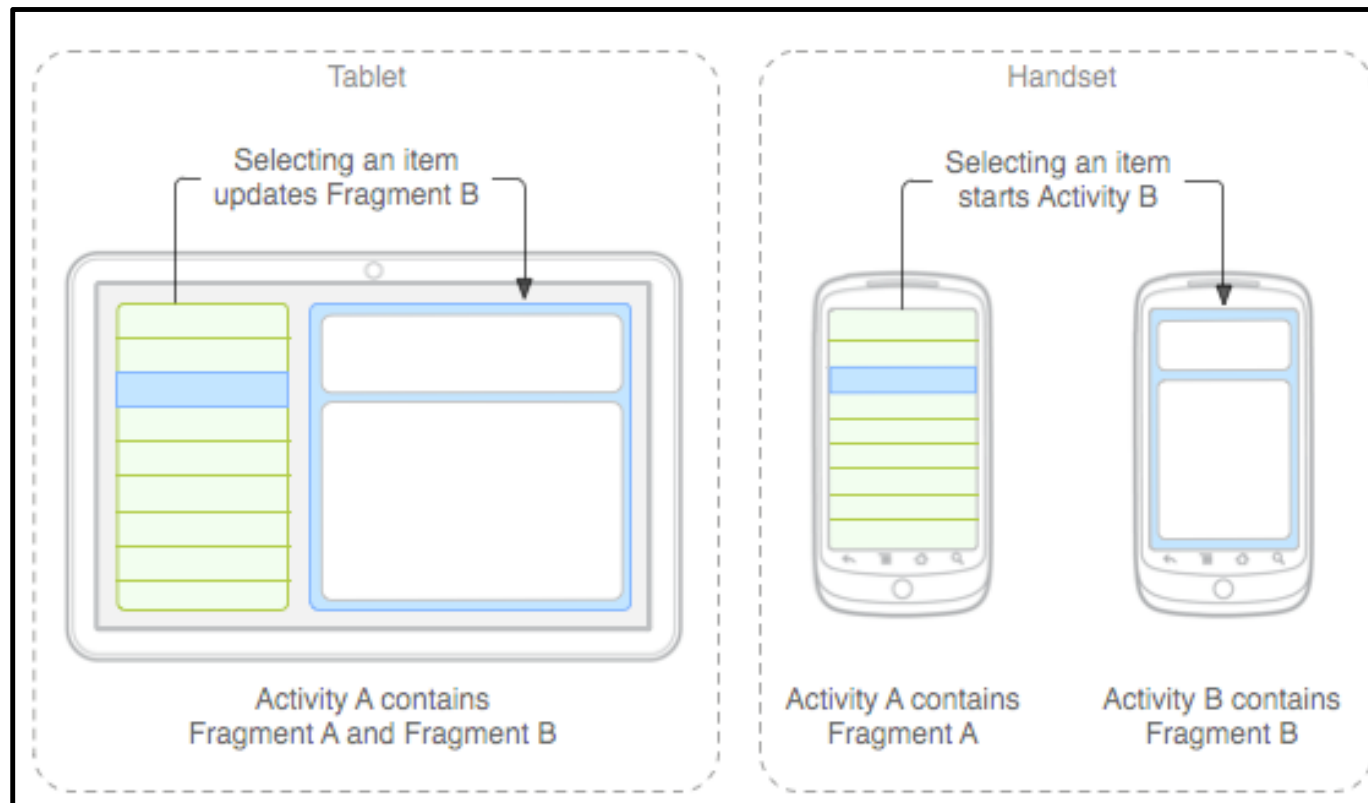 Tablet
Selecting an item
updates Fragment B
Activity A contains
Fragment A and Fragment B
Handset
Selecting an item
starts Activity B
Activity A contains
Fragment A
Activity B contains
Fragment B